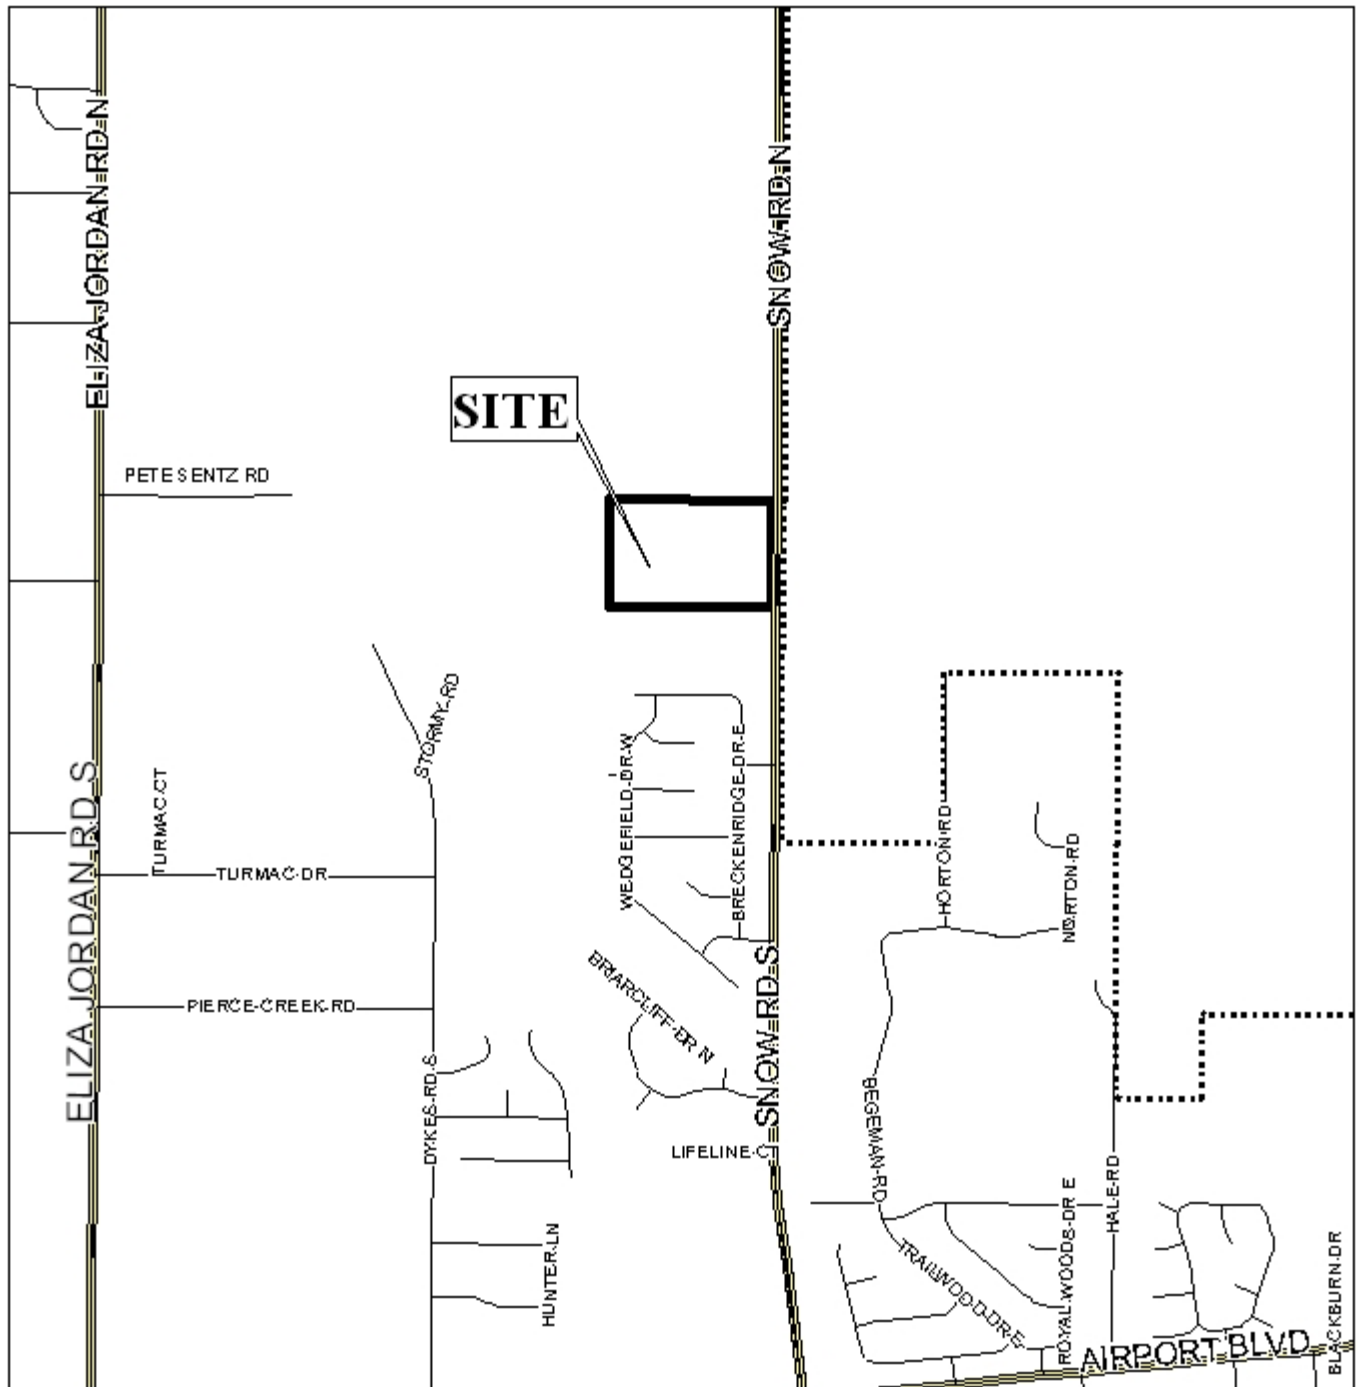 ELIZA JORDAN RD N
SNOW RD N
SITE
PETE SENTZ RD
STORMY RD
ELIZA JORDAN RD S
TURMAC CT
TURMAC DR
WEDGEFIELD DR W
BRECKENRIDGE DR E
HORTON RD
NORTON RD
PIERCE CREEK RD
BRIARCLIFF DR N
SNOW RD S
DYKES RD S
LIFELINE CT
BEGEMAN RD
HALE RD
HUNTER LN
TRAILWOOD DR E
ROYAL WOODS DR E
BLACKBURN DR
AIRPORT BLVD